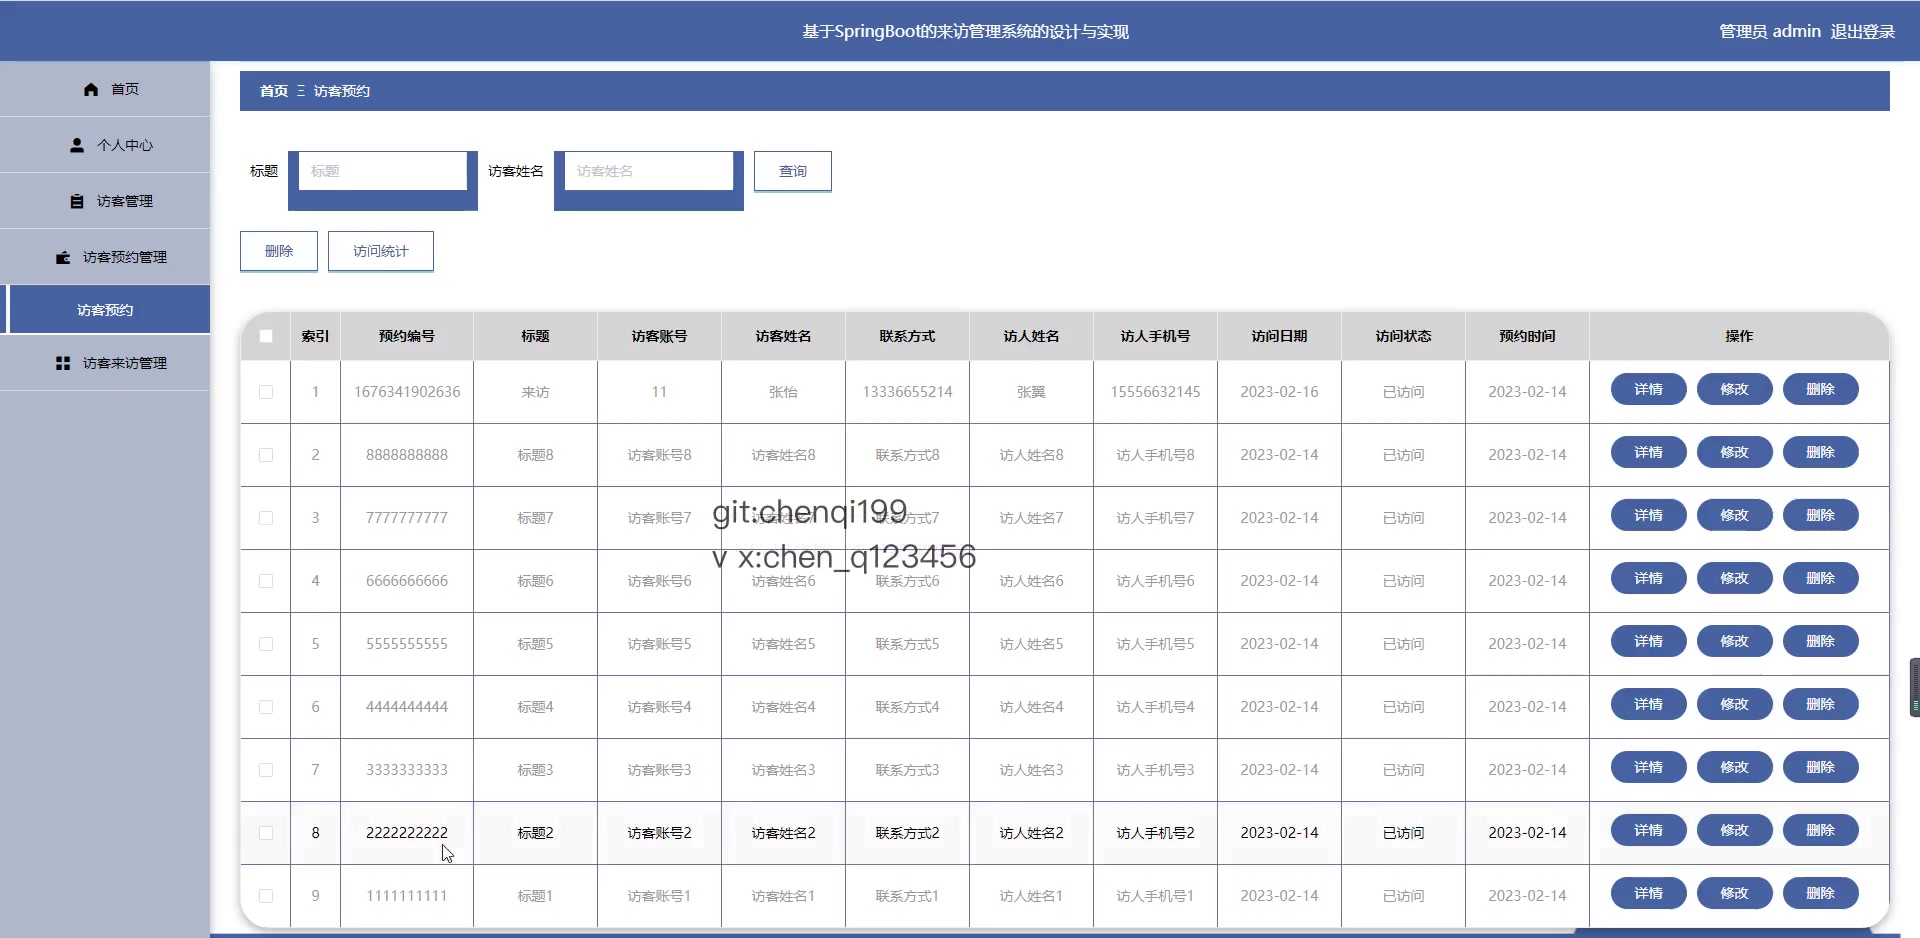 基于SpringBoot的来访管理系统的设计与实现
管理员 admin 退出登录
首页
个人中心
访客管理
访客预约管理
访客预约
访客来访管理
首页 Ξ 访客预约
标题 标题 访客姓名 访客姓名 查询
删除 访问统计
索引 预约编号 标题 访客账号 访客姓名 联系方式 访人姓名 访人手机号 访问日期 访问状态 预约时间 操作
1 1676341902636 来访 11 张怡 13336655214 张翼 15556632145 2023-02-16 已访问 2023-02-14 详情 修改 删除
2 8888888888 标题8 访客账号8 访客姓名8 联系方式8 访人姓名8 访人手机号8 2023-02-14 已访问 2023-02-14 详情 修改 删除
3 7777777777 标题7 访客账号7 访客姓名7 联系方式7 访人姓名7 访人手机号7 2023-02-14 已访问 2023-02-14 详情 修改 删除
git:chenqi199
v x:chen_q123456
4 6666666666 标题6 访客账号6 访客姓名6 联系方式6 访人姓名6 访人手机号6 2023-02-14 已访问 2023-02-14 详情 修改 删除
5 5555555555 标题5 访客账号5 访客姓名5 联系方式5 访人姓名5 访人手机号5 2023-02-14 已访问 2023-02-14 详情 修改 删除
6 4444444444 标题4 访客账号4 访客姓名4 联系方式4 访人姓名4 访人手机号4 2023-02-14 已访问 2023-02-14 详情 修改 删除
7 3333333333 标题3 访客账号3 访客姓名3 联系方式3 访人姓名3 访人手机号3 2023-02-14 已访问 2023-02-14 详情 修改 删除
8 2222222222 标题2 访客账号2 访客姓名2 联系方式2 访人姓名2 访人手机号2 2023-02-14 已访问 2023-02-14 详情 修改 删除
9 1111111111 标题1 访客账号1 访客姓名1 联系方式1 访人姓名1 访人手机号1 2023-02-14 已访问 2023-02-14 详情 修改 删除